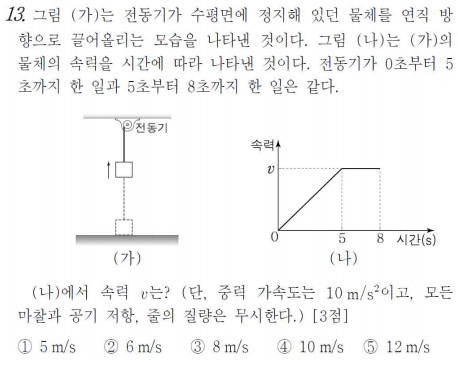 13. 그림 (가)는 전동기가 수평면에 정지해 있던 물체를 연직 방
향으로 끌어올리는 모습을 나타낸 것이다. 그림 (나)는 (가)의
물체의 속력을 시간에 따라 나타낸 것이다. 전동기가 0초부터 5
초까지 한 일과 5초부터 8초까지 한 일은 같다.
전동기
(가)
속력
v
0
5
8
시간(s)
(나)
(나)에서 속력 v는? (단, 중력 가속도는 10 m/s²이고, 모든
마찰과 공기 저항, 줄의 질량은 무시한다.) [3점]
① 5 m/s ② 6 m/s ③ 8 m/s ④ 10 m/s ⑤ 12 m/s